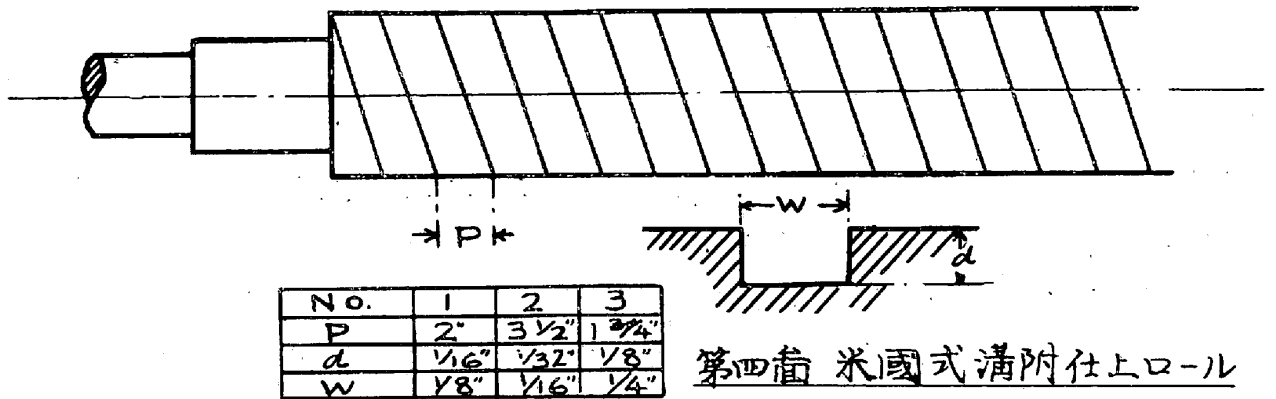 P
W
d
No. 1 2 3
P 2" 3 1/2" 1 3/4"
d 1/16" 1/32" 1/8"
W 1/8" 1/16" 1/4"
第四圖 米國式溝附仕上ロール